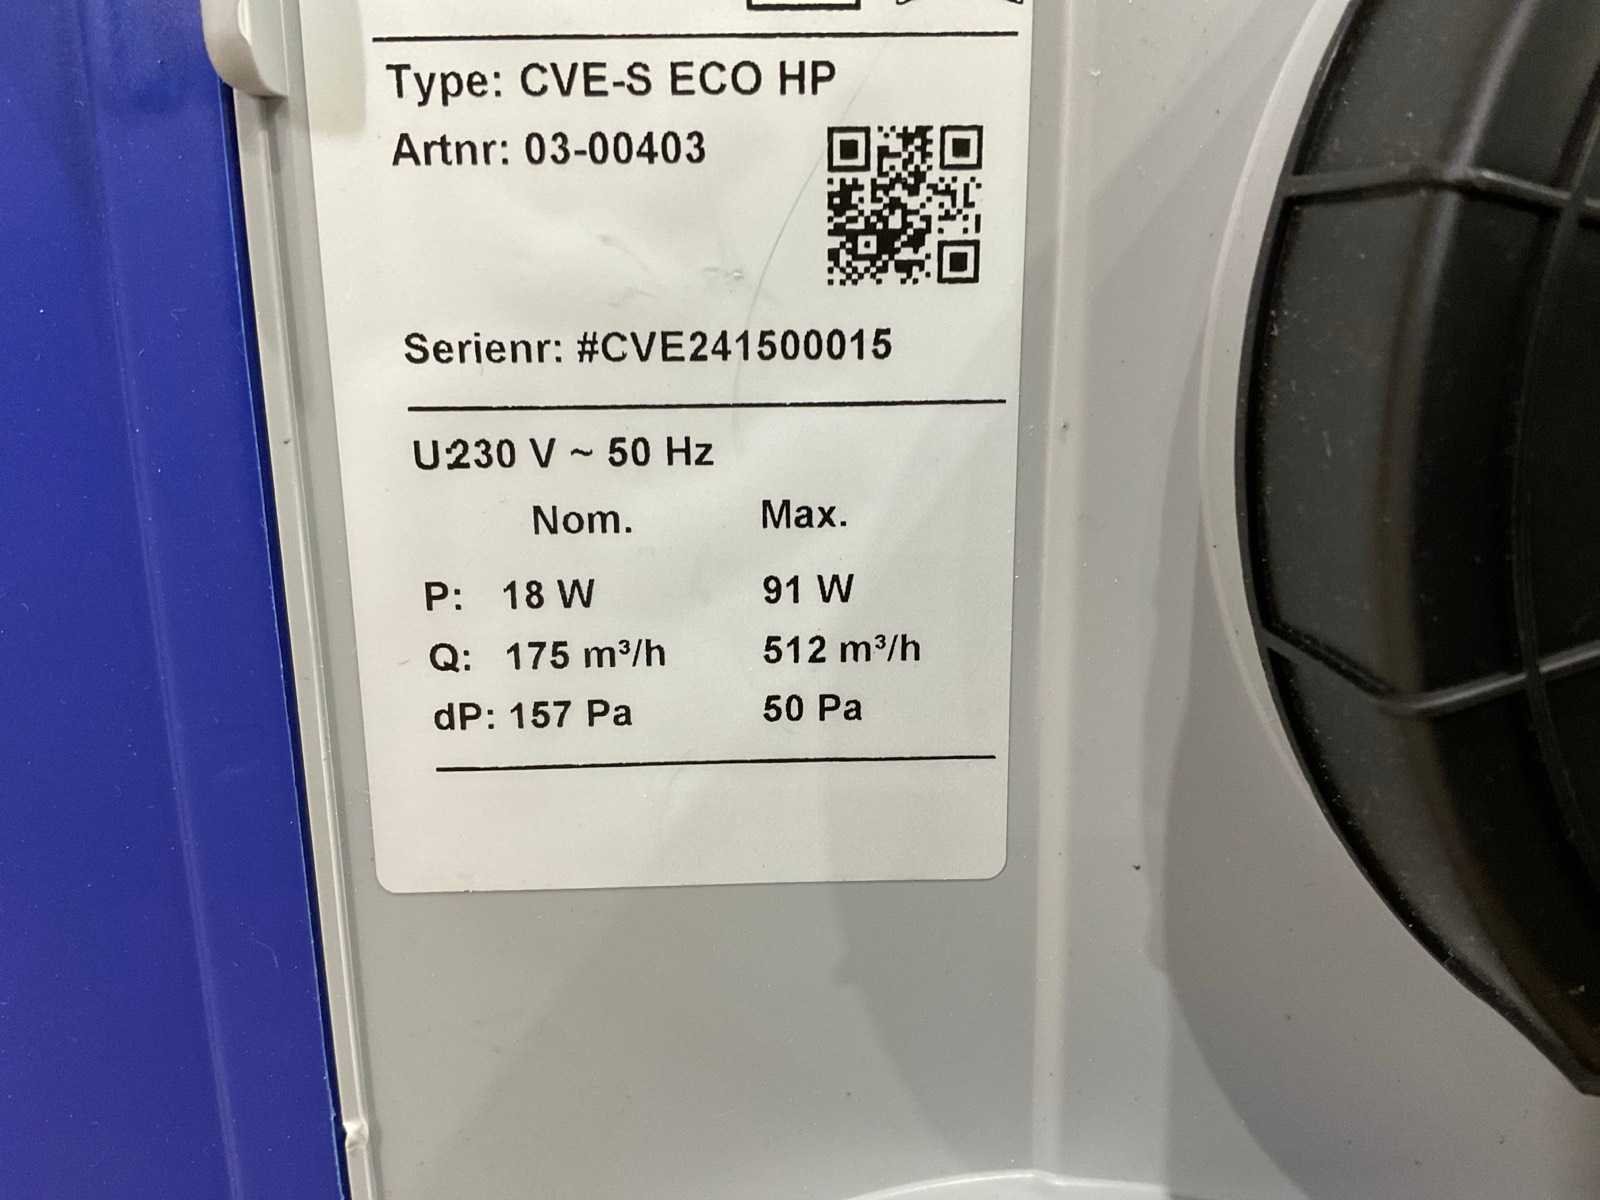 Type: CVE-S ECO HP
Artnr: 03-00403
Serienr: #CVE241500015
U:230 V ~ 50 Hz
Nom. Max.
P: 18 W 91 W
Q: 175 m³/h 512 m³/h
dP: 157 Pa 50 Pa